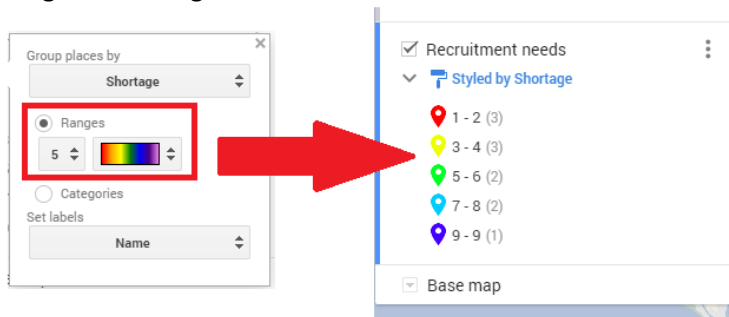 Group places by
Shortage
Ranges
5
Categories
Set labels
Name
Recruitment needs
Styled by Shortage
1 - 2 (3)
3 - 4 (3)
5 - 6 (2)
7 - 8 (2)
9 - 9 (1)
Base map